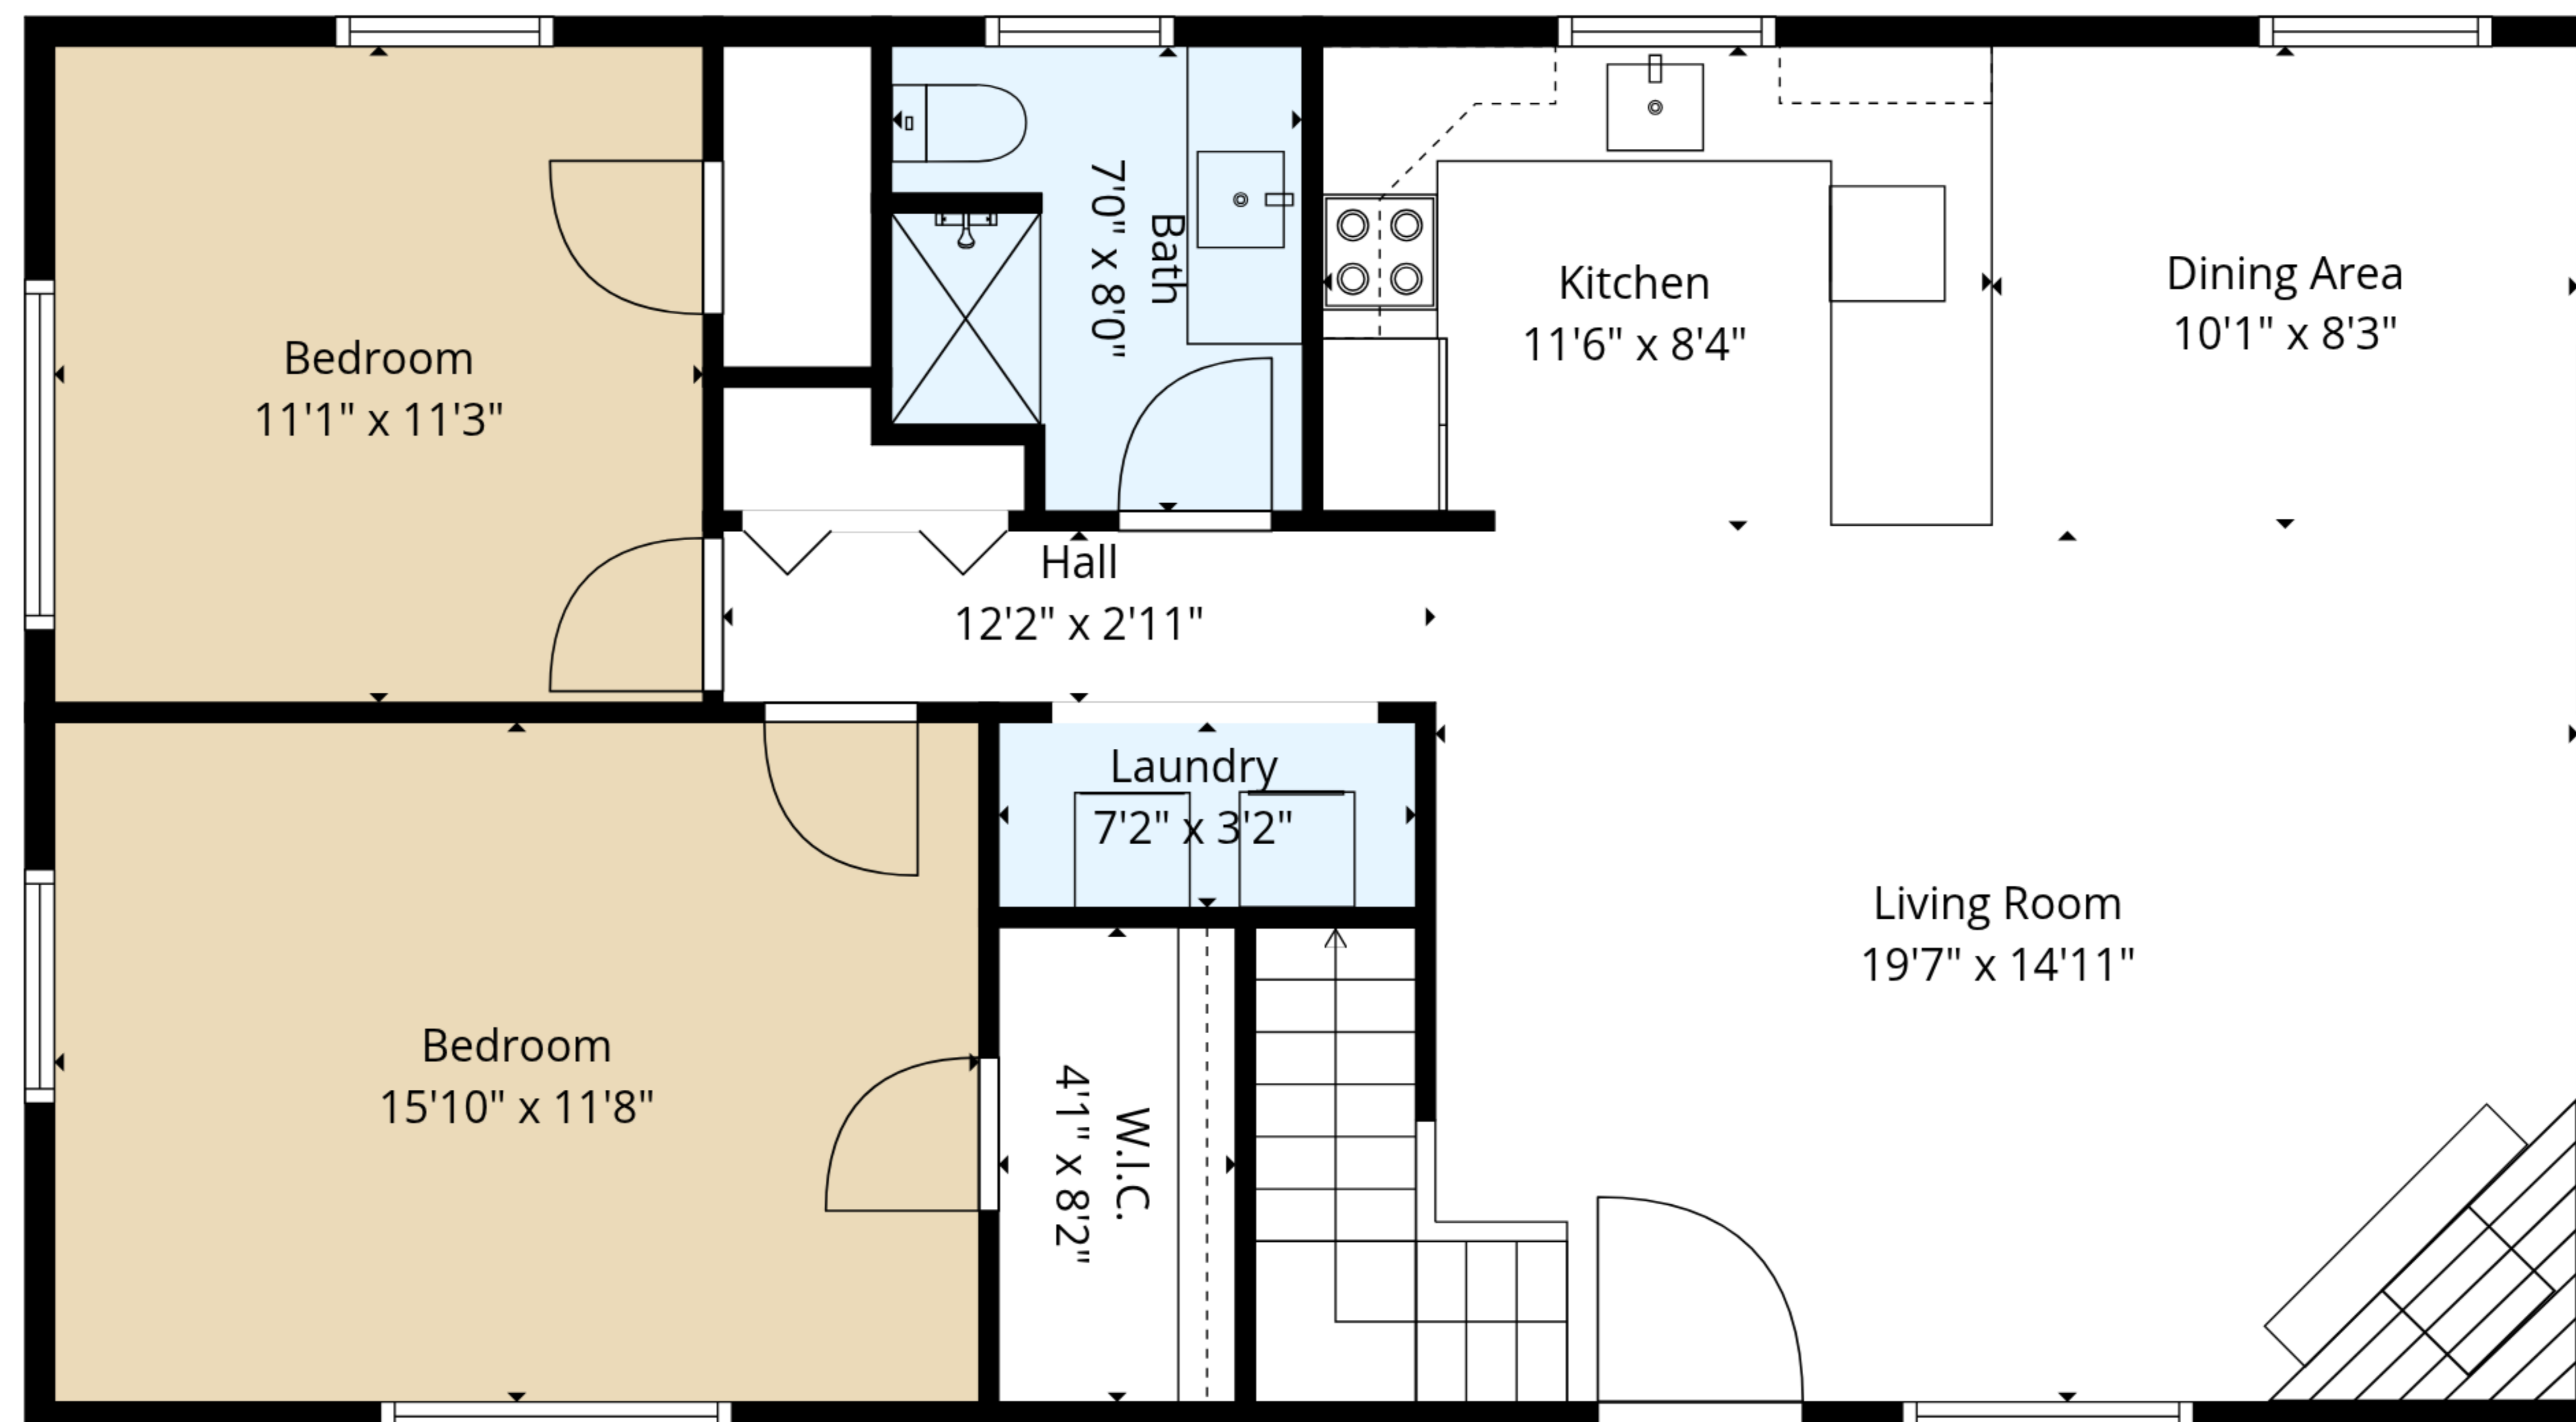 Bedroom
11'1" x 11'3"
Bath
7'0" x 8'0"
Kitchen
11'6" x 8'4"
Dining Area
10'1" x 8'3"
Hall
12'2" x 2'11"
Laundry
7'2" x 3'2"
Living Room
19'7" x 14'11"
Bedroom
15'10" x 11'8"
W.I.C.
4'1" x 8'2"